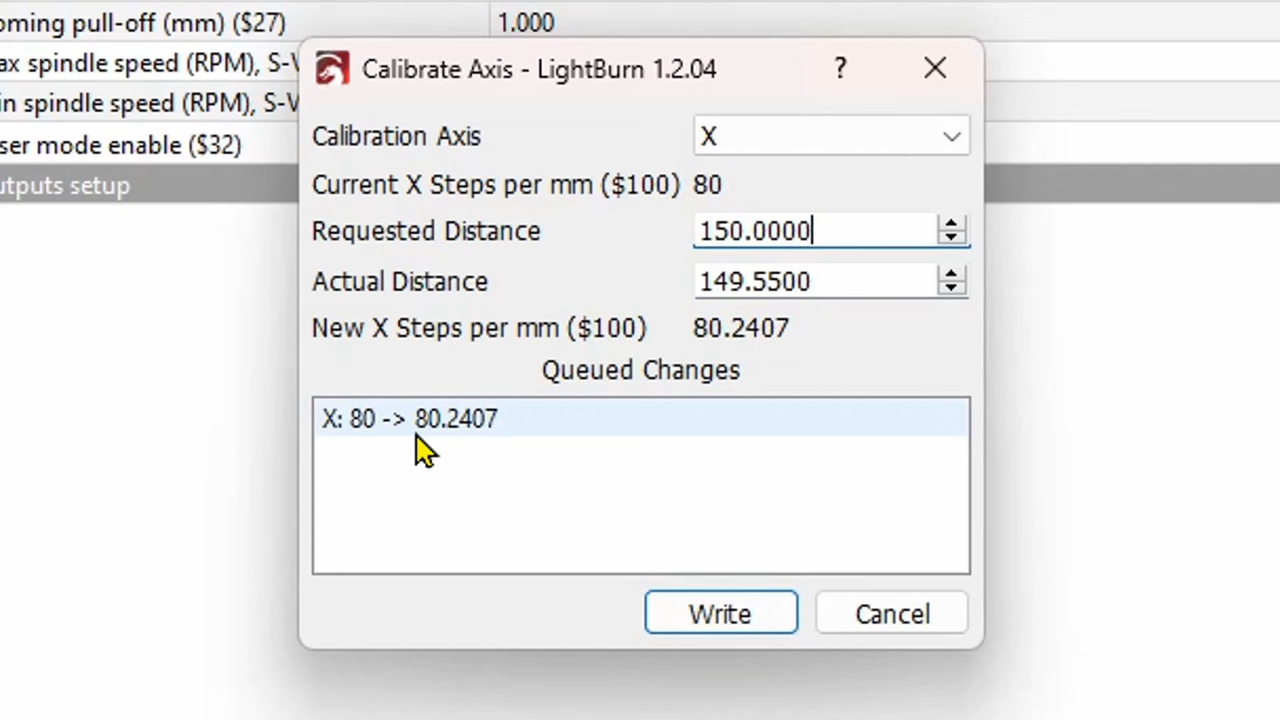 oming pull-off (mm) ($27) 1.000
ax spindle speed (RPM), S-V
in spindle speed (RPM), S-V
ser mode enable ($32)
utputs setup
Calibrate Axis - LightBurn 1.2.04
?
Calibration Axis X
Current X Steps per mm ($100) 80
Requested Distance 150.0000
Actual Distance 149.5500
New X Steps per mm ($100) 80.2407
Queued Changes
X: 80 -> 80.2407
Write Cancel